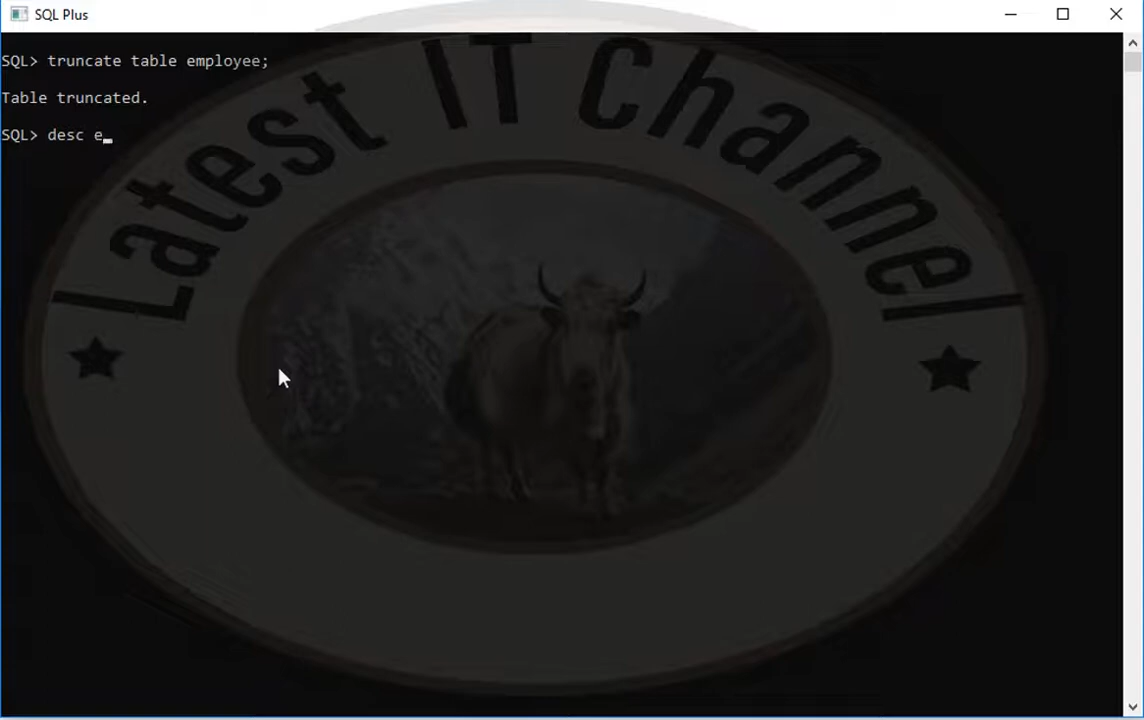 SQL Plus
Latest IT Channel
SQL> truncate table employee;
Table truncated.
SQL> desc e